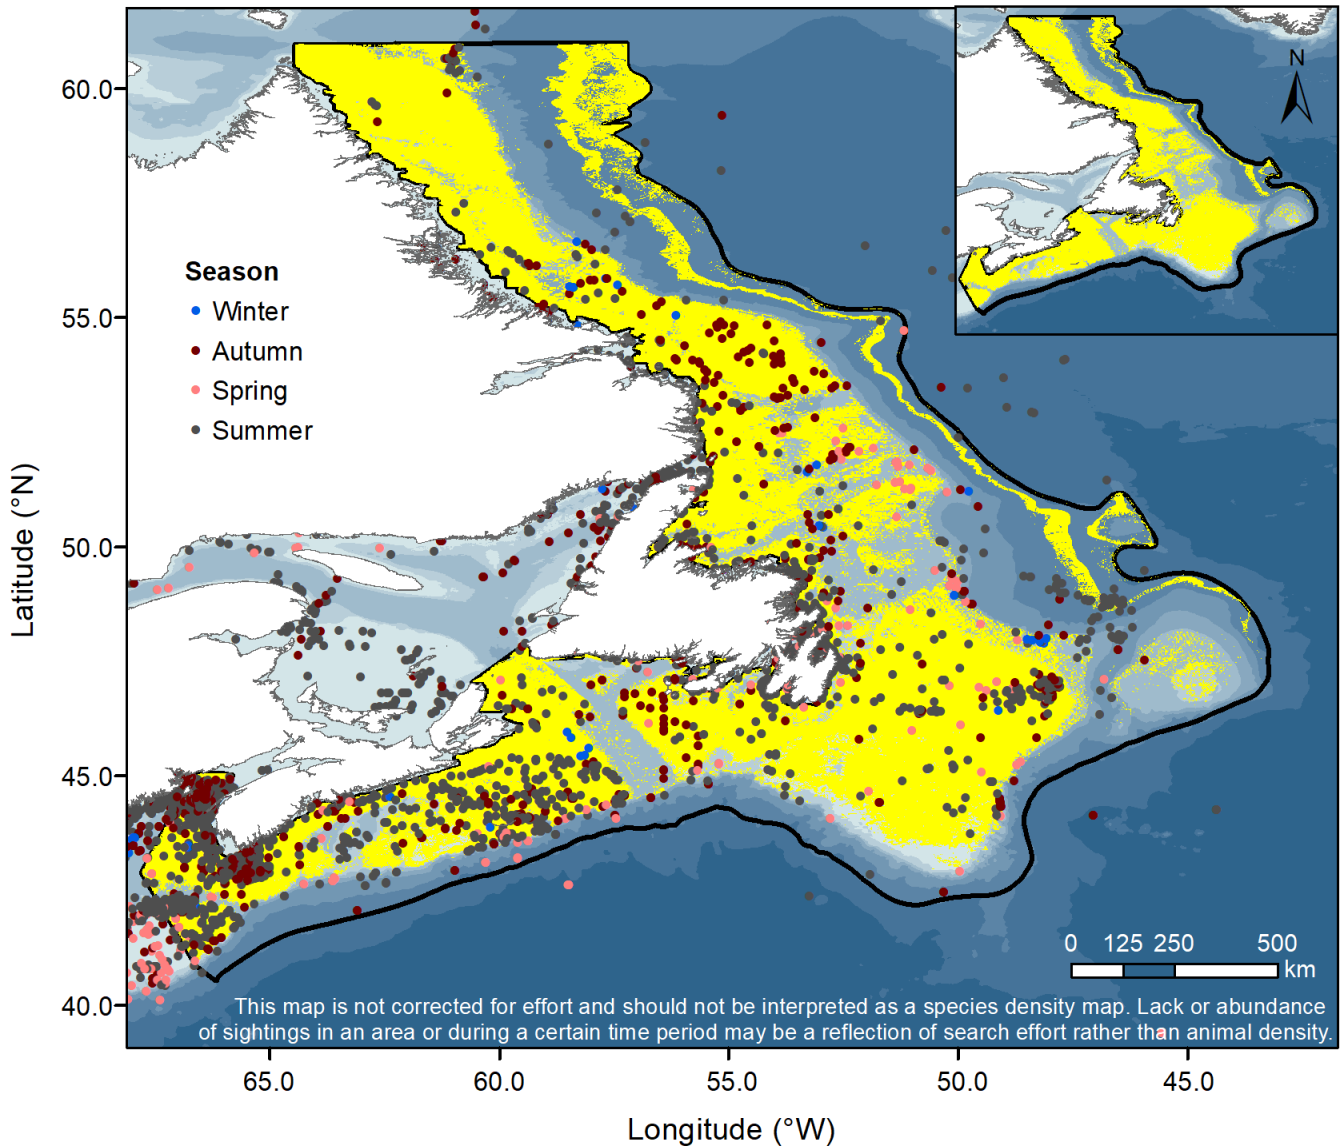 N
60.0
55.0
50.0
45.0
40.0
Latitude (°N)
Season
Winter
Autumn
Spring
Summer
0 125 250 500
km
This map is not corrected for effort and should not be interpreted as a species density map. Lack or abundance
of sightings in an area or during a certain time period may be a reflection of search effort rather than animal density.
65.0 60.0 55.0 50.0 45.0
Longitude (°W)